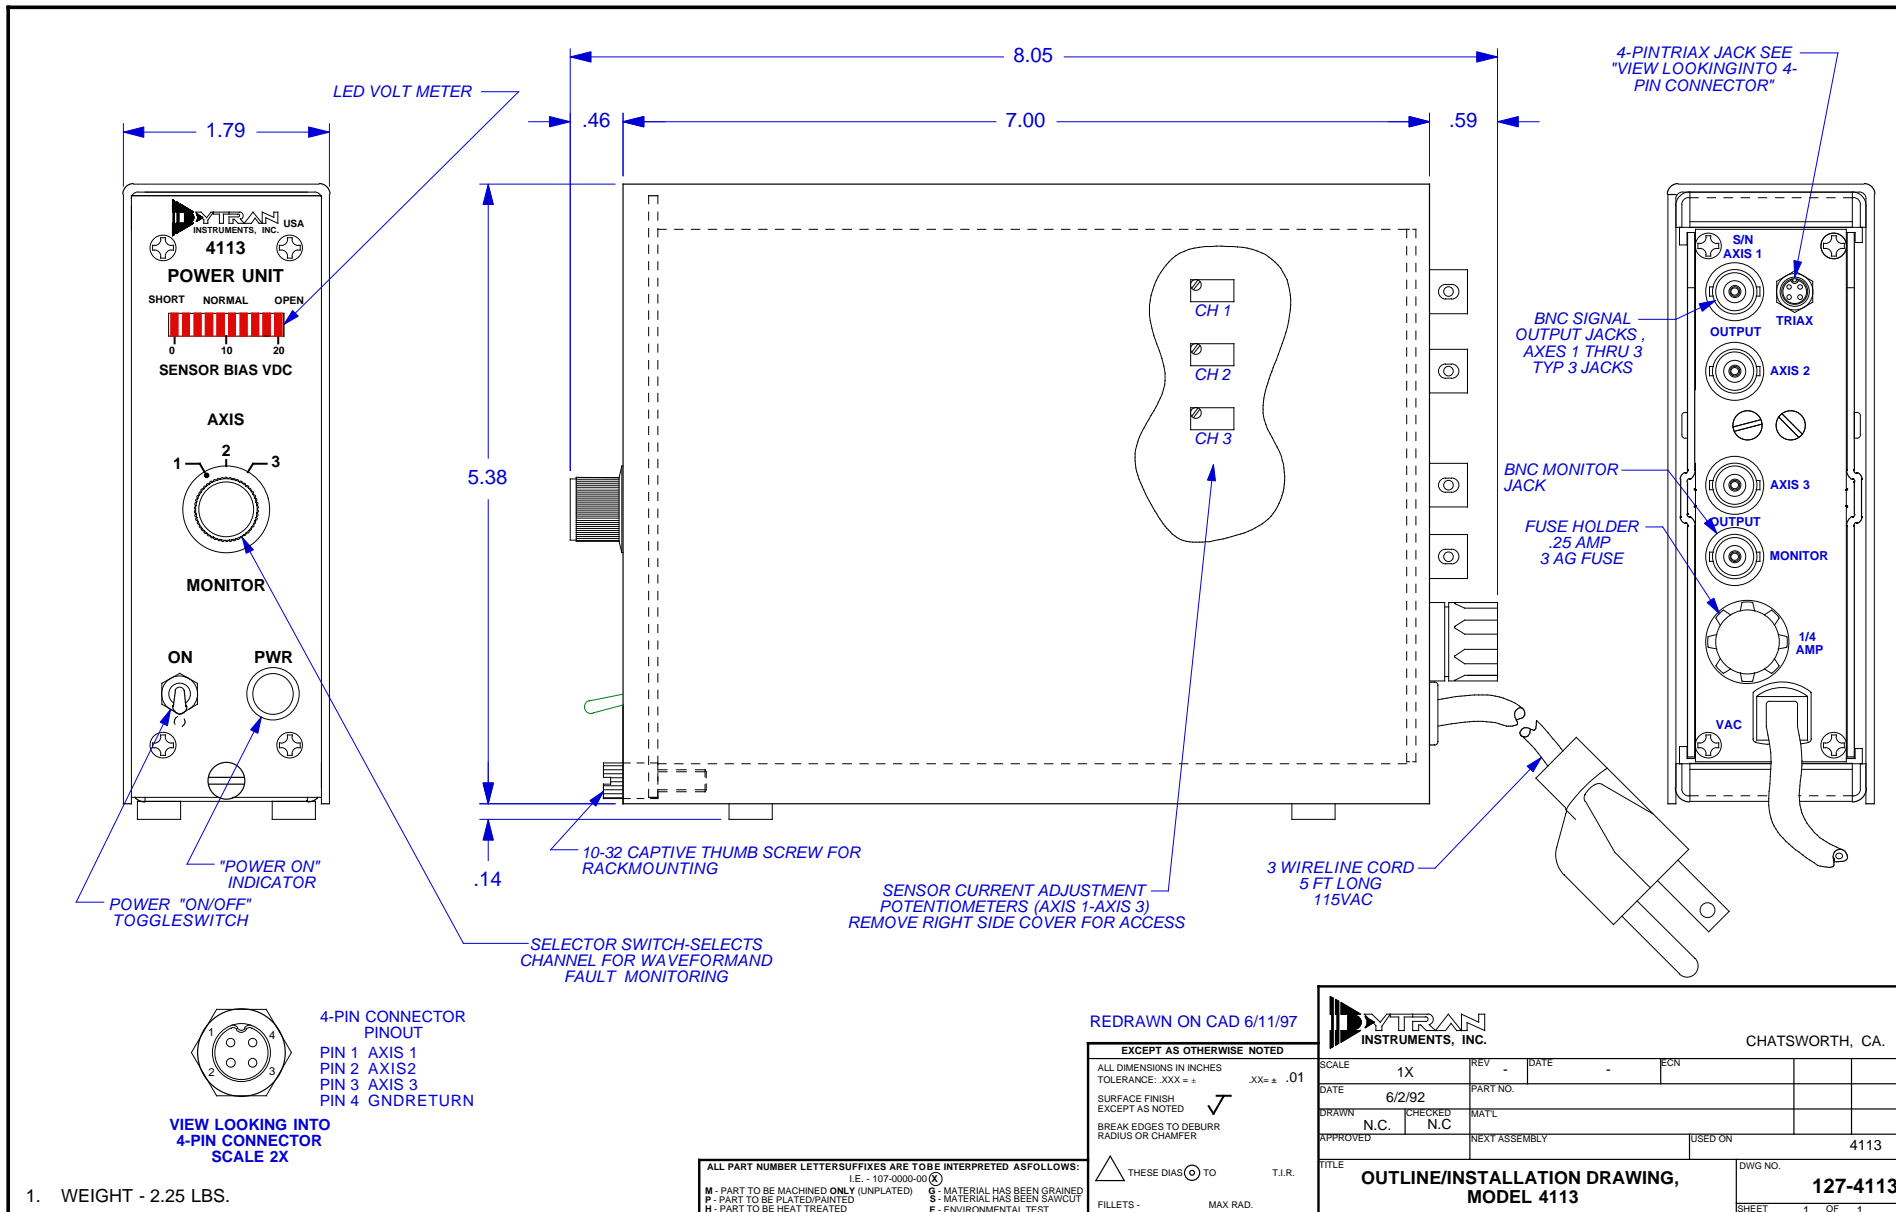 8.05
.46
7.00
.59
1.79
LED VOLT METER
4-PINTRIAX JACK SEE
"VIEW LOOKINGINTO 4-
PIN CONNECTOR"
DYTRAN
INSTRUMENTS, INC.
USA
4113
POWER UNIT
SHORT NORMAL OPEN
0 10 20
SENSOR BIAS VDC
AXIS
1 2 3
MONITOR
ON PWR
5.38
.14
CH 1
CH 2
CH 3
S/N
AXIS 1
OUTPUT
TRIAX
AXIS 2
AXIS 3
OUTPUT
MONITOR
1/4
AMP
VAC
BNC SIGNAL
OUTPUT JACKS ,
AXES 1 THRU 3
TYP 3 JACKS
BNC MONITOR
JACK
FUSE HOLDER
.25 AMP
3 AG FUSE
"POWER ON"
INDICATOR
POWER "ON/OFF"
TOGGLESWITCH
10-32 CAPTIVE THUMB SCREW FOR
RACKMOUNTING
SENSOR CURRENT ADJUSTMENT
POTENTIOMETERS (AXIS 1-AXIS 3)
REMOVE RIGHT SIDE COVER FOR ACCESS
3 WIRELINE CORD
5 FT LONG
115VAC
SELECTOR SWITCH-SELECTS
CHANNEL FOR WAVEFORMAND
FAULT MONITORING
1 4
2 3
4-PIN CONNECTOR
PINOUT
PIN 1 AXIS 1
PIN 2 AXIS2
PIN 3 AXIS 3
PIN 4 GNDRETURN
VIEW LOOKING INTO
4-PIN CONNECTOR
SCALE 2X
1. WEIGHT - 2.25 LBS.
ALL PART NUMBER LETTERSUFFIXES ARE TOBE INTERPRETED ASFOLLOWS:
I.E. - 107-0000-00 X
M - PART TO BE MACHINED ONLY (UNPLATED) G - MATERIAL HAS BEEN GRAINED
P - PART TO BE PLATED/PAINTED S - MATERIAL HAS BEEN SAWCUT
H - PART TO BE HEAT TREATED E - ENVIRONMENTAL TEST
REDRAWN ON CAD 6/11/97
EXCEPT AS OTHERWISE NOTED
ALL DIMENSIONS IN INCHES
TOLERANCE: .XXX = ± .XX= ± .01
SURFACE FINISH
EXCEPT AS NOTED
BREAK EDGES TO DEBURR
RADIUS OR CHAMFER
THESE DIAS TO T.I.R.
FILLETS - MAX RAD.
DYTRAN
INSTRUMENTS, INC.
CHATSWORTH, CA.
SCALE 1X REV - DATE - ECN
DATE 6/2/92 PART NO.
DRAWN N.C. CHECKED N.C MAT'L
APPROVED NEXT ASSEMBLY USED ON 4113
TITLE
OUTLINE/INSTALLATION DRAWING,
MODEL 4113
DWG NO.
127-4113
SHEET 1 OF 1